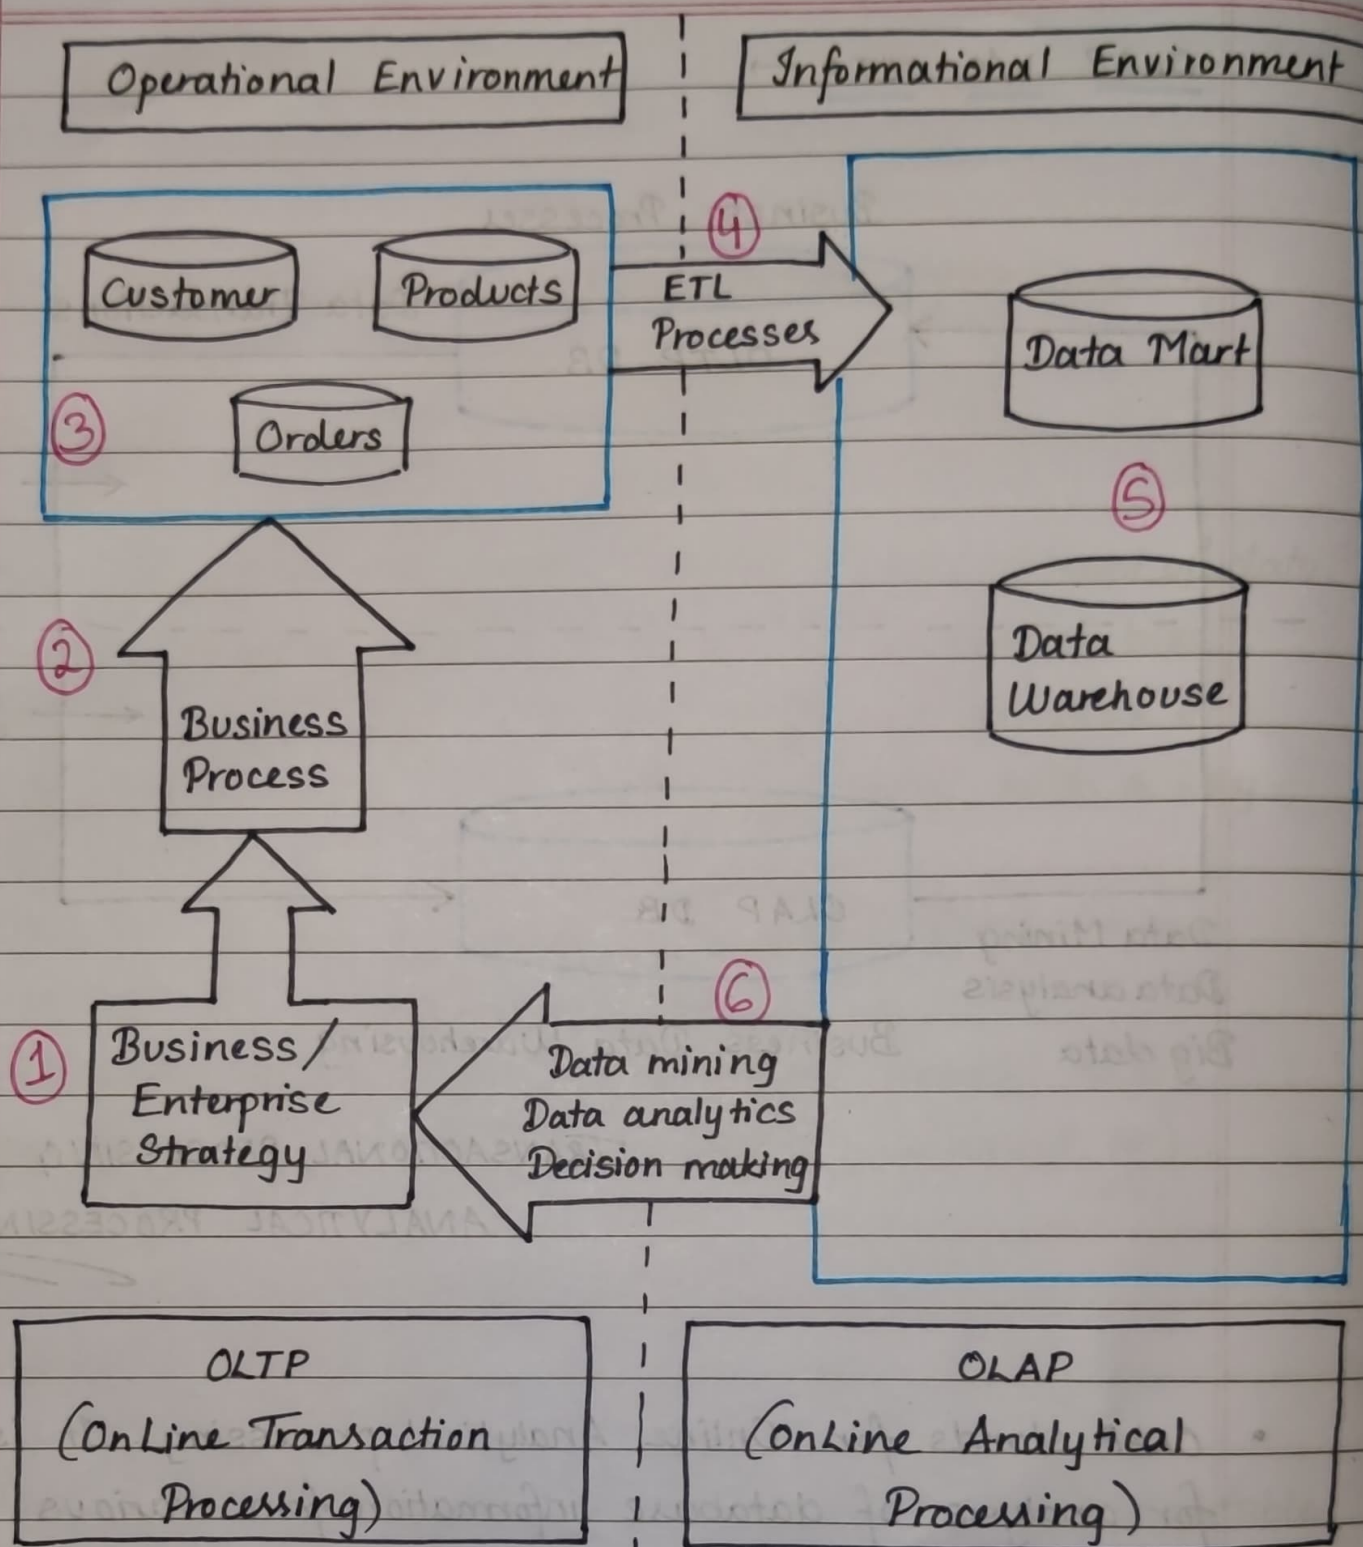 Operational Environment
Informational Environment
Customer
Products
4
ETL
Processes
Data Mart
3
Orders
5
2
Business
Process
Data
Warehouse
6
1
Business/
Enterprise
Strategy
Data mining
Data analytics
Decision making
OLTP
(OnLine Transaction
Processing)
OLAP
(OnLine Analytical
Processing)